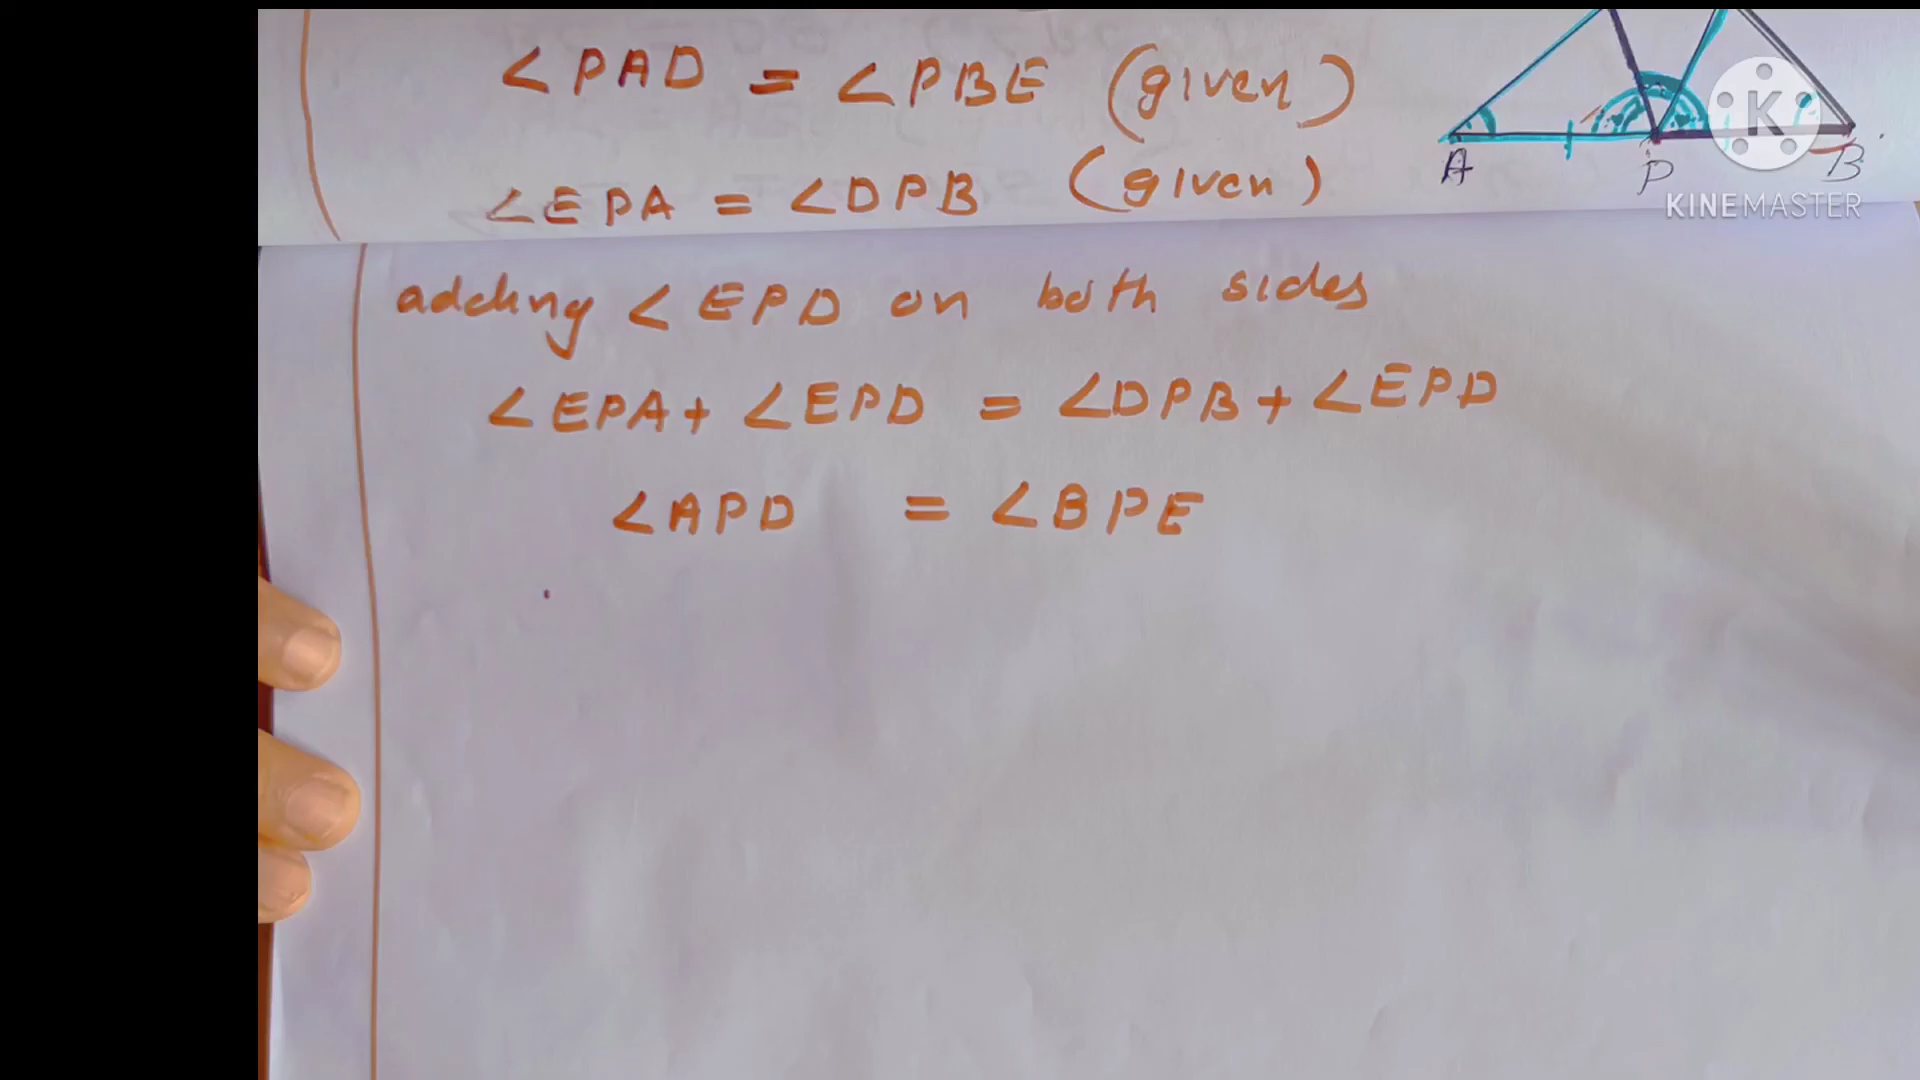 ∠PAD = ∠PBE (given)
∠EPA = ∠DPB (given)
A P B
K
KINEMASTER
adding ∠EPD on both sides
∠EPA + ∠EPD = ∠DPB + ∠EPD
∠APD = ∠BPE